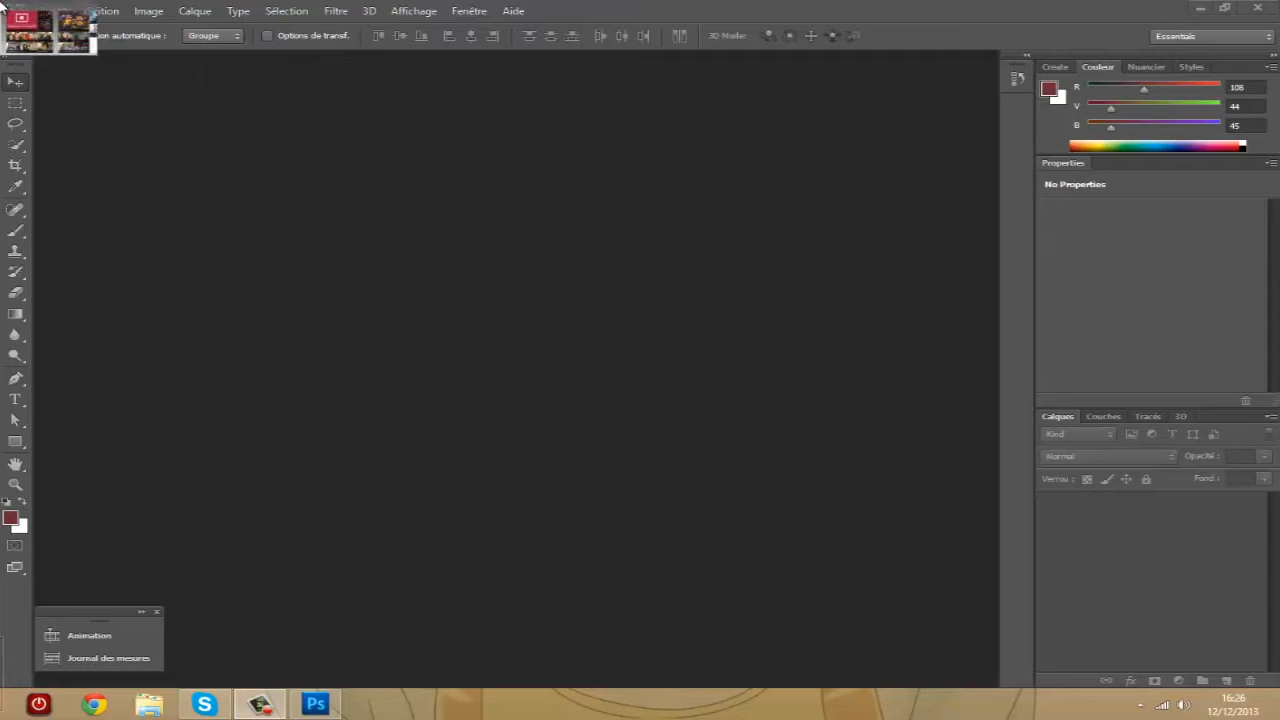 Image Calque Type Sélection Filtre 3D Affichage Fenêtre Aide
automatique : Groupe Options de transf. 3D Mode: Essentials
Create Couleur Nuancier Styles
R 108
V 44
B 45
Properties
No Properties
Calques Couches Tracés 3D
Kind
Normal Opacité :
Verrou : Fond :
Animation
Journal des mesures
Ps
16:26
12/12/2013